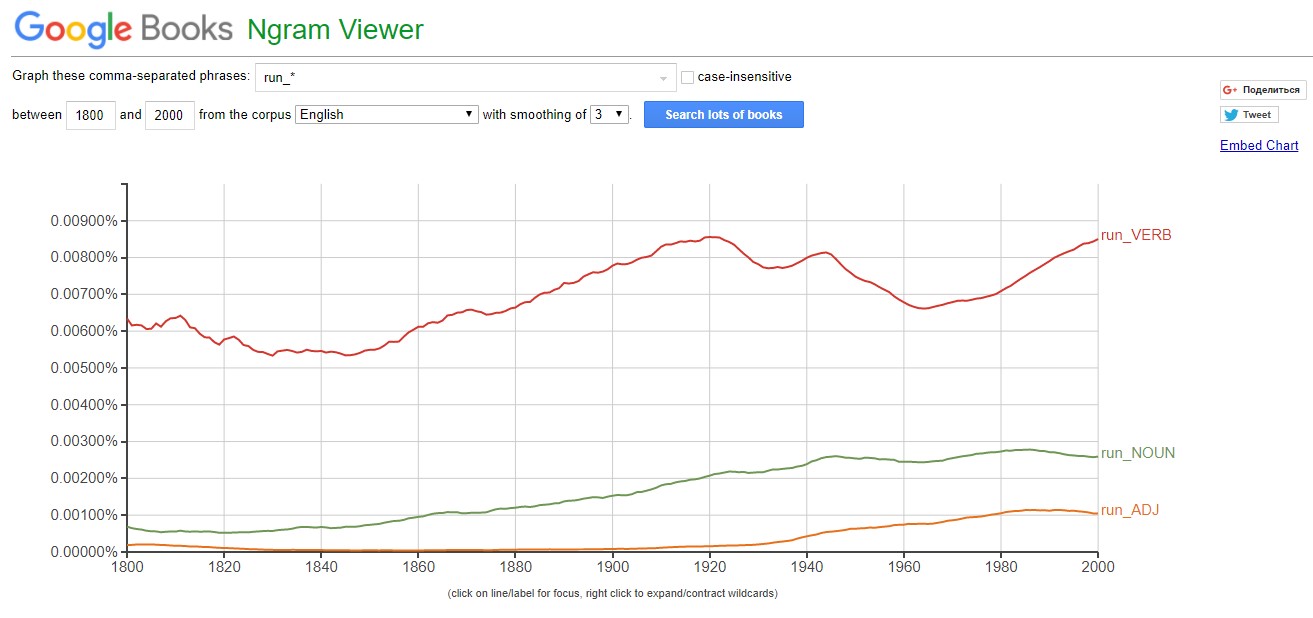 Google Books Ngram Viewer
Graph these comma-separated phrases: run_* case-insensitive
between 1800 and 2000 from the corpus English with smoothing of 3 . Search lots of books
G+ Поделиться
Tweet
Embed Chart
0.00900%
0.00800%
0.00700%
0.00600%
0.00500%
0.00400%
0.00300%
0.00200%
0.00100%
0.00000%
run_VERB
run_NOUN
run_ADJ
1800 1820 1840 1860 1880 1900 1920 1940 1960 1980 2000
(click on line/label for focus, right click to expand/contract wildcards)